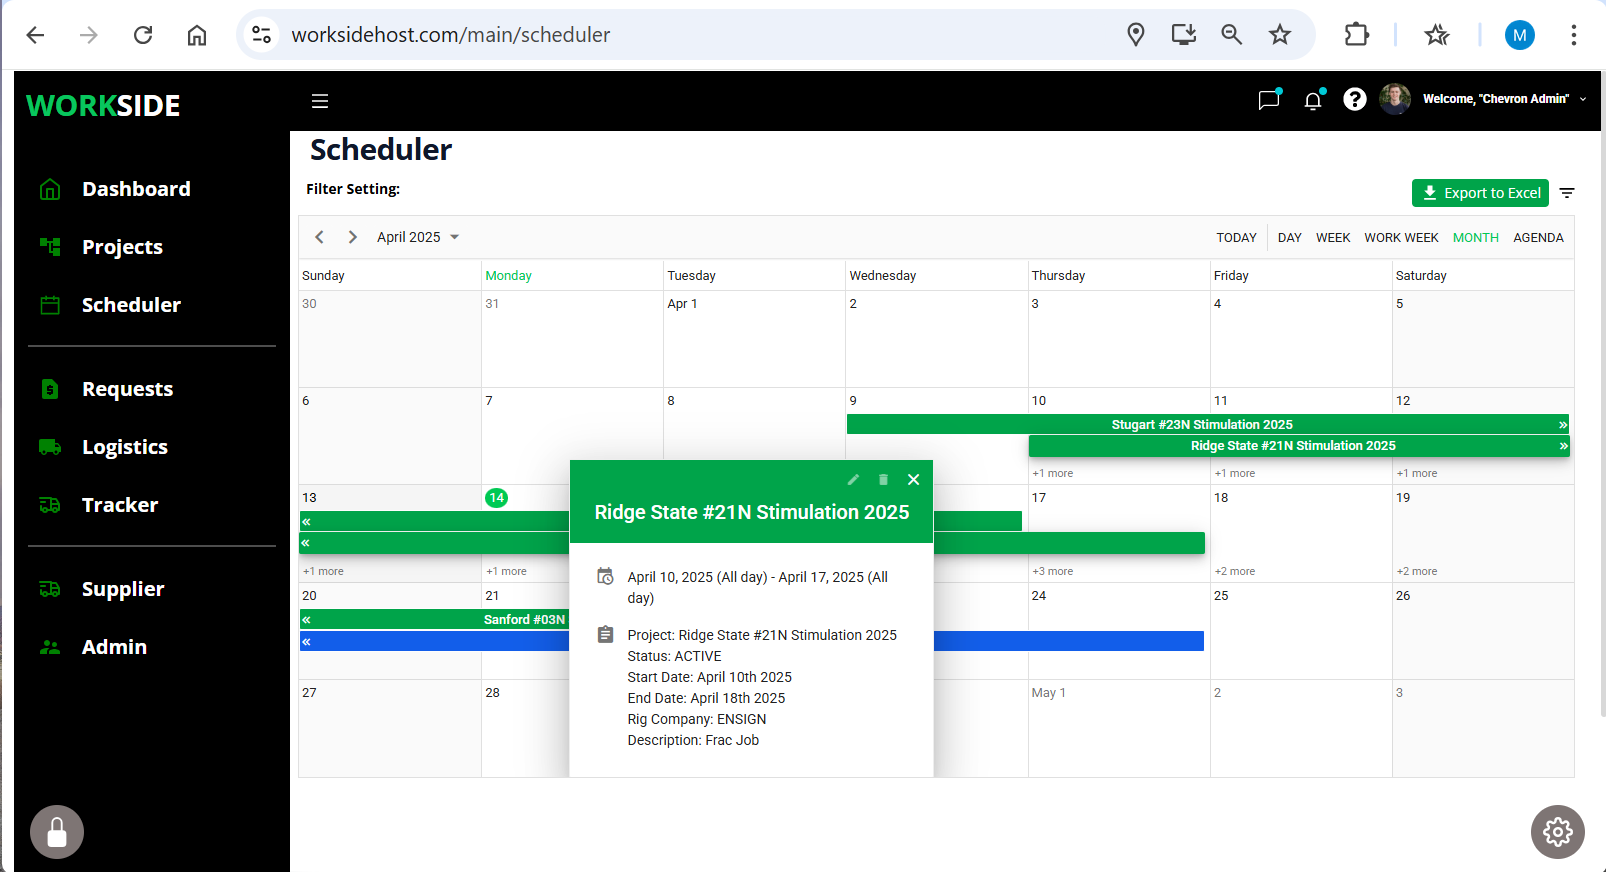 worksidehost.com/main/scheduler
M
WORKSIDE
Welcome, "Chevron Admin"
Dashboard
Projects
Scheduler
Requests
Logistics
Tracker
Supplier
Admin
Scheduler
Filter Setting:
Export to Excel
April 2025
TODAY DAY WEEK WORK WEEK MONTH AGENDA
Sunday Monday Tuesday Wednesday Thursday Friday Saturday
30 31 Apr 1 2 3 4 5
6 7 8 9 10 11 12
Stugart #23N Stimulation 2025 »
Ridge State #21N Stimulation 2025 »
+1 more +1 more +1 more
13 14 17 18 19
«
«
+1 more +1 more +3 more +2 more +2 more
20 21 24 25 26
« Sanford #03N
«
27 28 May 1 2 3
Ridge State #21N Stimulation 2025
April 10, 2025 (All day) - April 17, 2025 (All
day)
Project: Ridge State #21N Stimulation 2025
Status: ACTIVE
Start Date: April 10th 2025
End Date: April 18th 2025
Rig Company: ENSIGN
Description: Frac Job